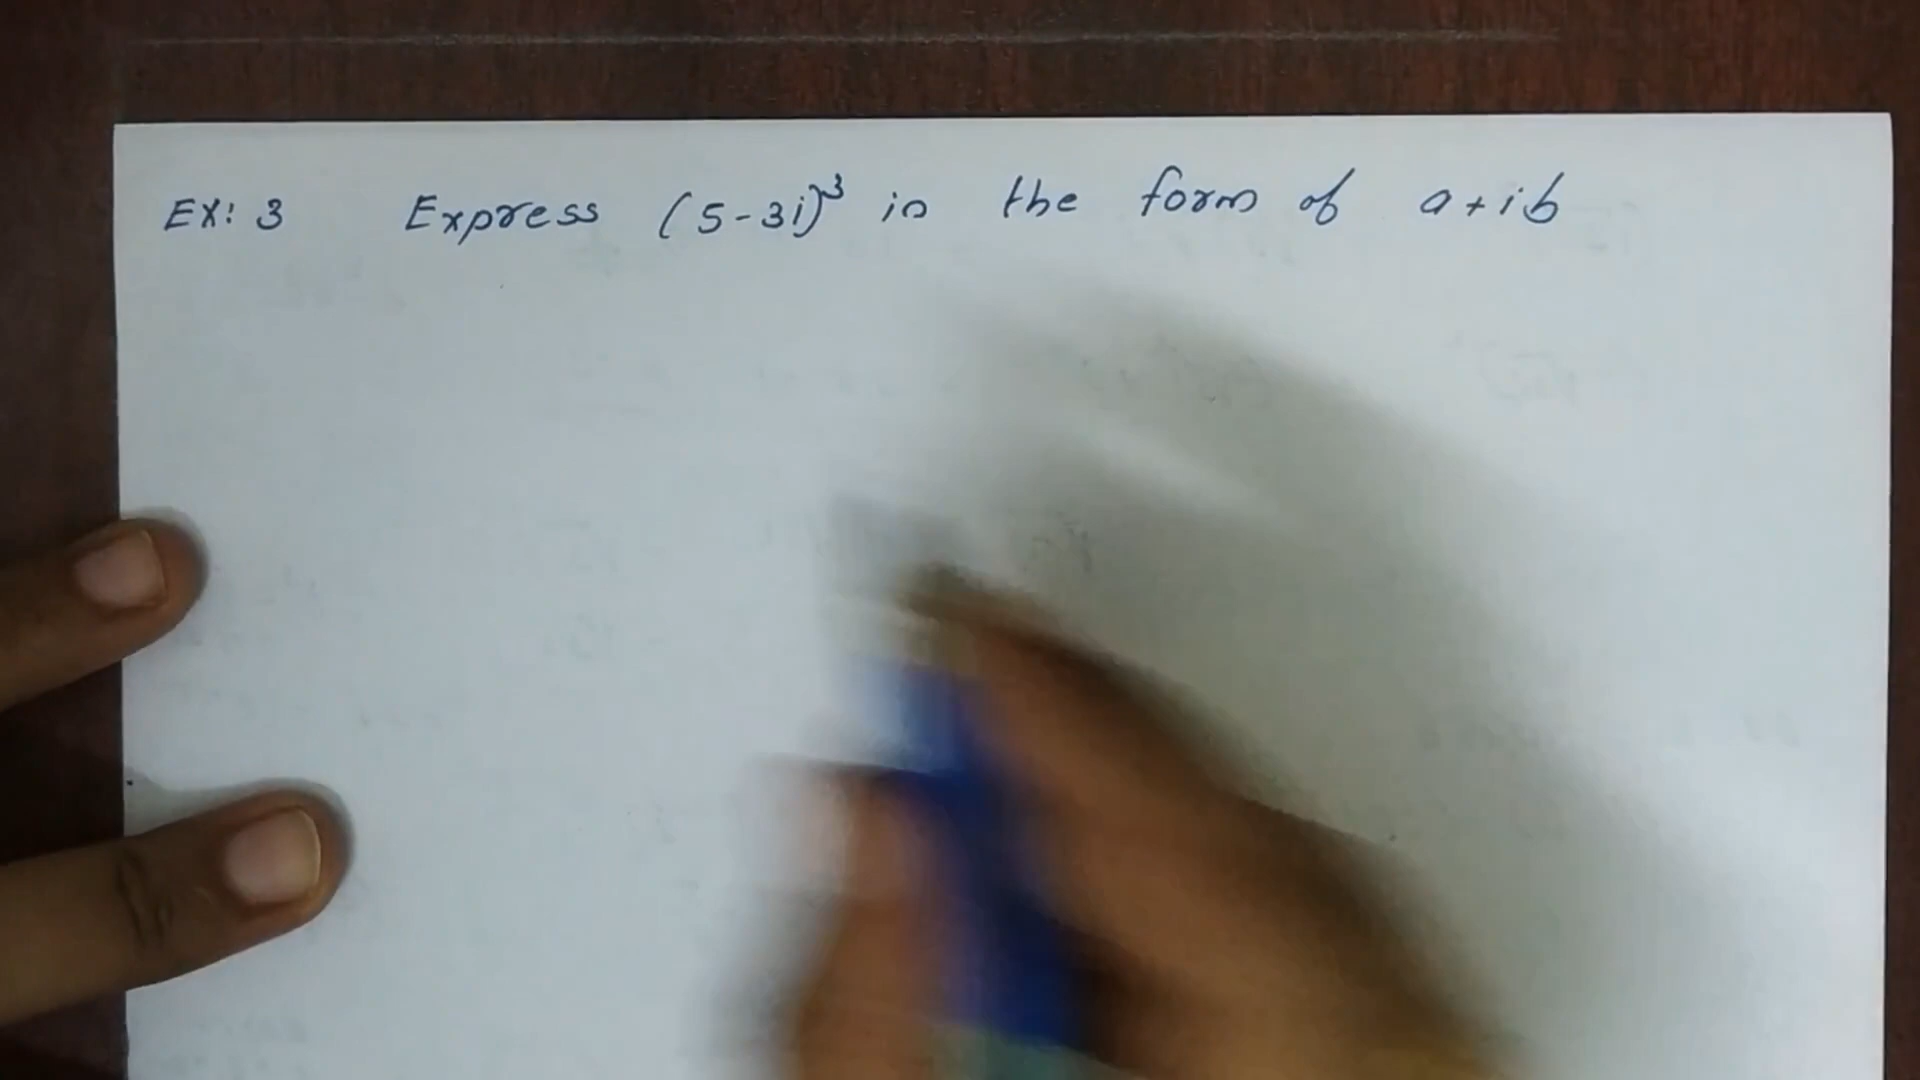 EX: 3 Express (5-3i)³ in the form of a+ib